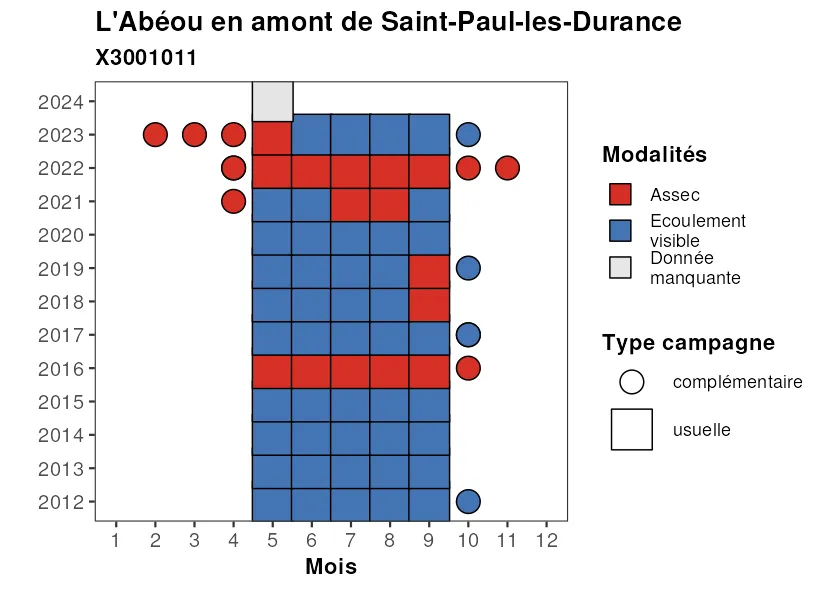 L'Abéou en amont de Saint-Paul-les-Durance
X3001011
2024
2023
2022
2021
2020
2019
2018
2017
2016
2015
2014
2013
2012
1 2 3 4 5 6 7 8 9 10 11 12
Mois
Modalités
Assec
Ecoulement
visible
Donnée
manquante
Type campagne
complémentaire
usuelle